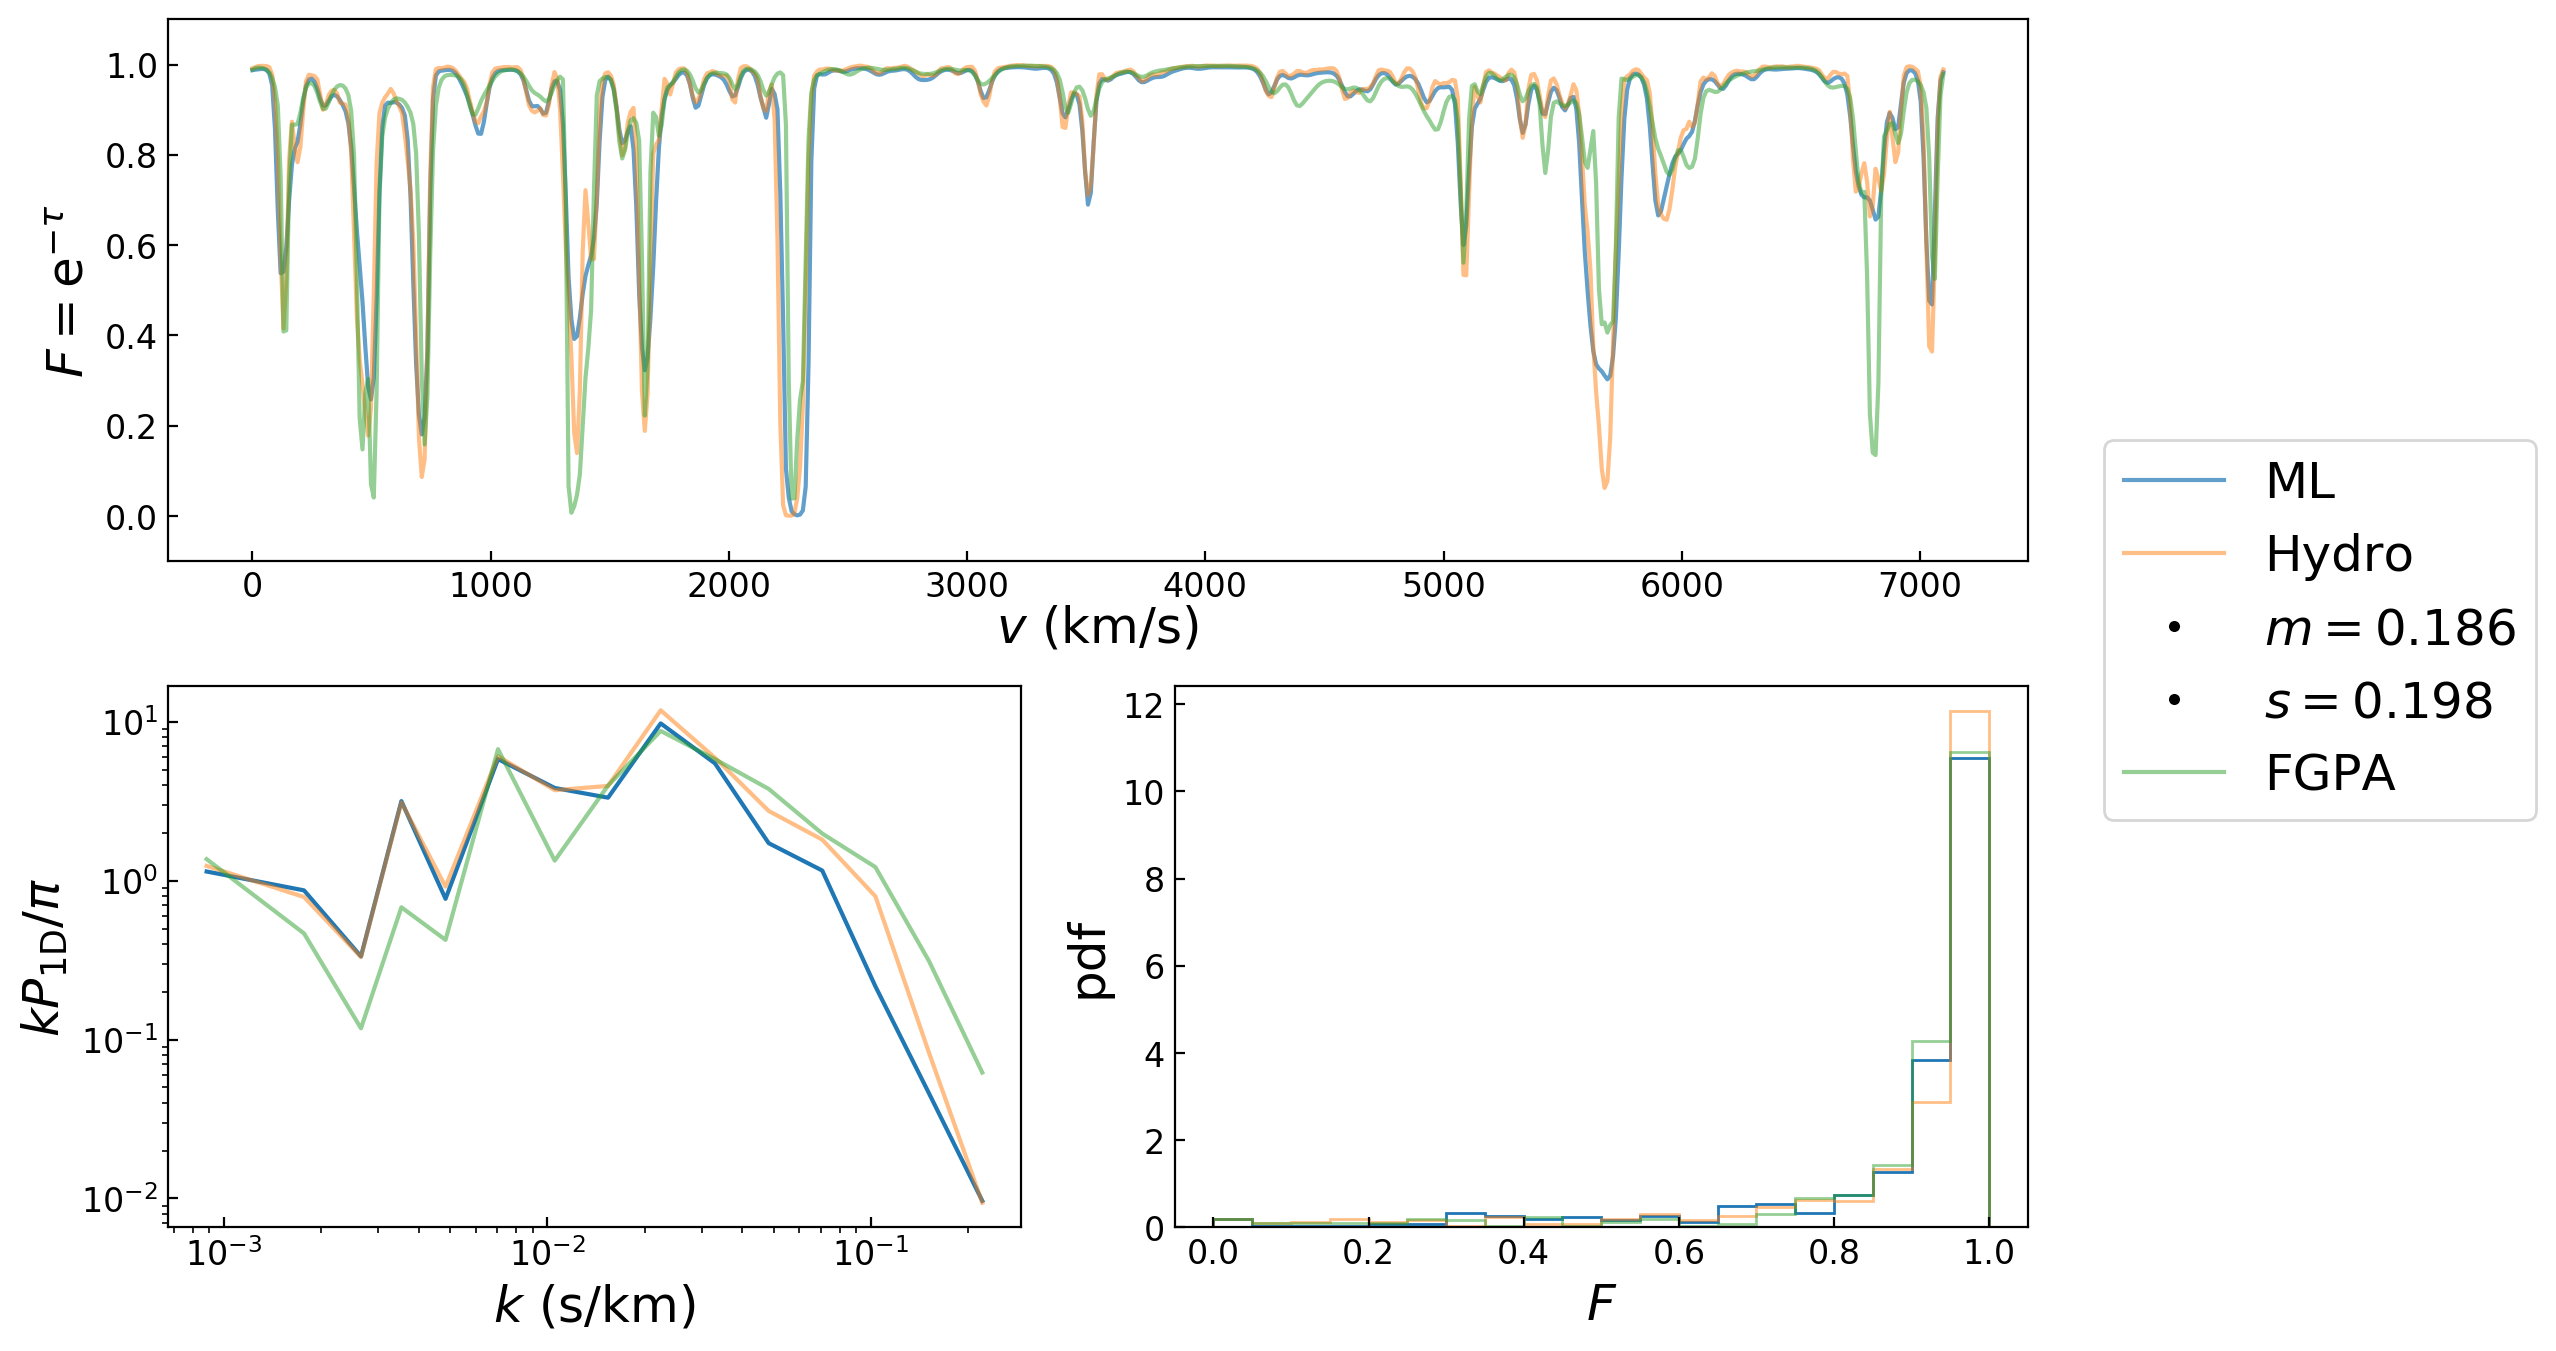 F = e^{−τ}
1.0
0.8
0.6
0.4
0.2
0.0
0 1000 2000 3000 4000 5000 6000 7000
v (km/s)
ML
Hydro
m = 0.186
s = 0.198
FGPA
kP_{1D}/π
10^1
10^0
10^{−1}
10^{−2}
10^{−3} 10^{−2} 10^{−1}
k (s/km)
pdf
12
10
8
6
4
2
0
0.0 0.2 0.4 0.6 0.8 1.0
F